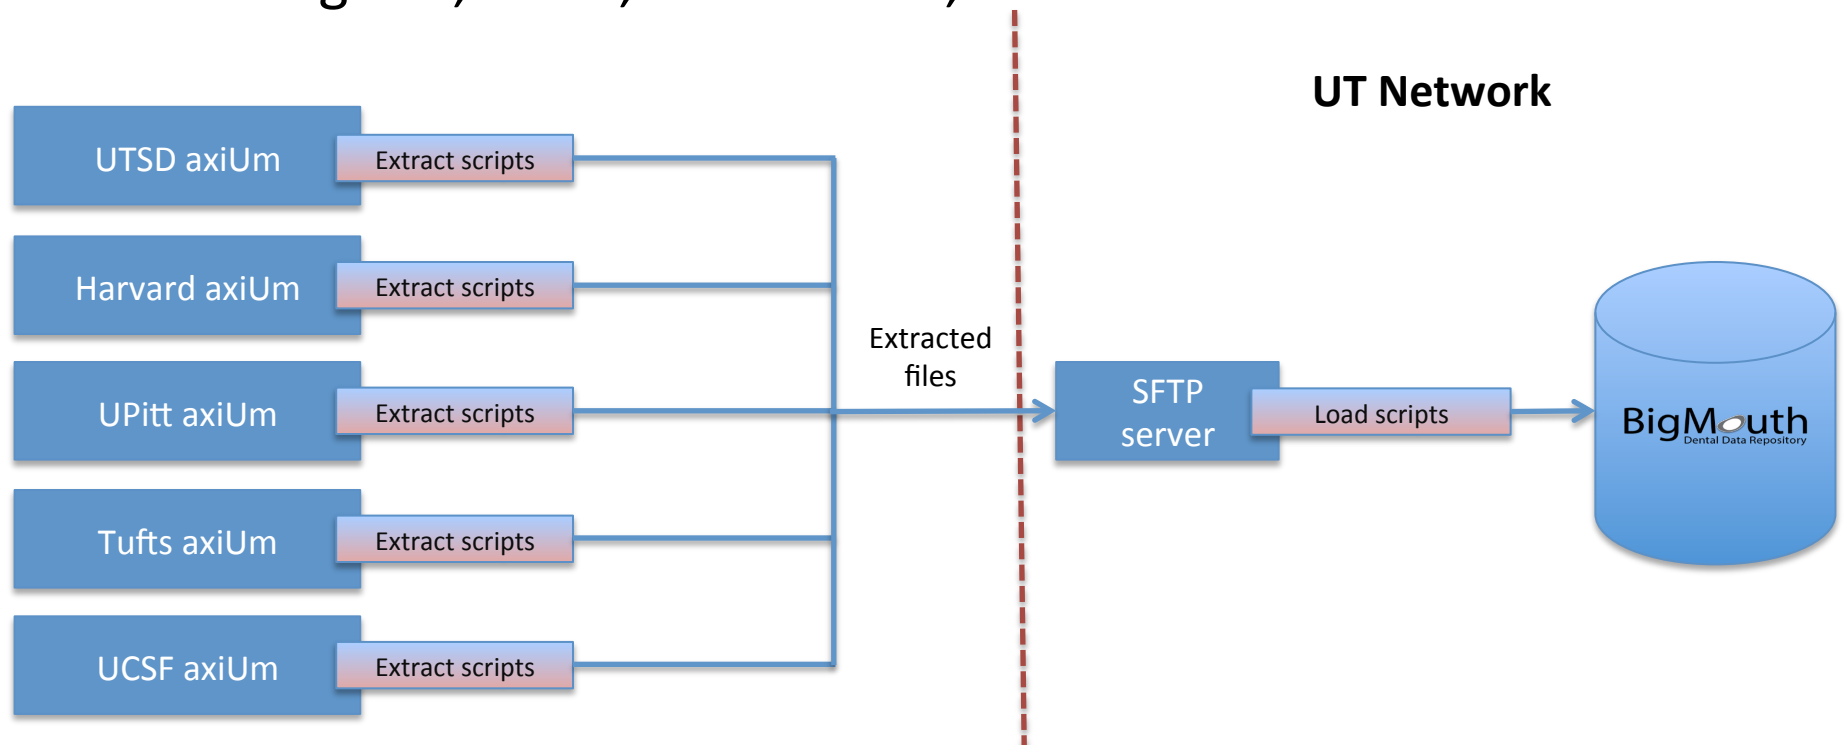 UT Network
UTSD axiUm
Extract scripts
Harvard axiUm
Extract scripts
UPitt axiUm
Extract scripts
Tufts axiUm
Extract scripts
UCSF axiUm
Extract scripts
Extracted
files
SFTP
server
Load scripts
BigMouth
Dental Data Repository